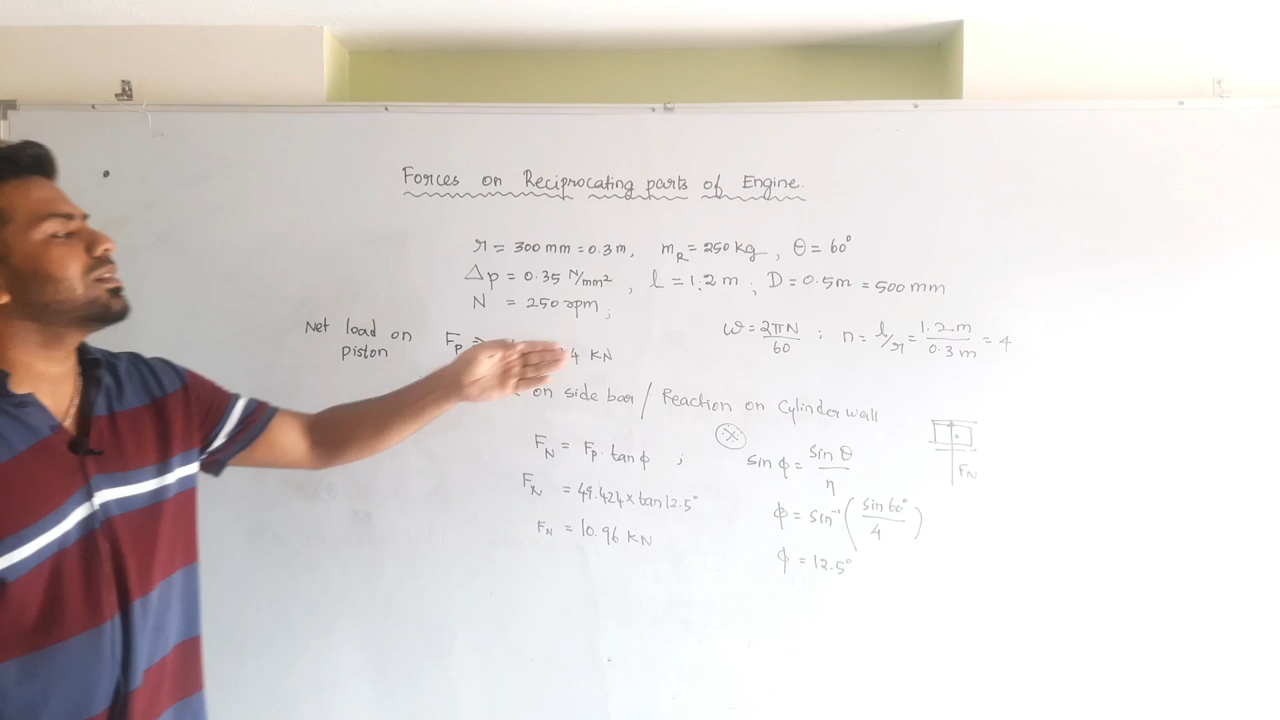 Forces on Reciprocating parts of Engine.
r = 300 mm = 0.3 m, m_R = 250 kg, θ = 60°
Δp = 0.35 N/mm², l = 1.2 m; D = 0.5m = 500 mm
N = 250 rpm;
ω = 2πN/60 ; n = l/r = 1.2 m/0.3 m = 4
Net load on piston F_P 4 KN
on side bar / Reaction on Cylinder wall
F_N = F_P · tan ϕ ; sin ϕ = sin θ/n
F_N = 49.424 x tan 12.5°
ϕ = sin⁻¹ (sin 60°/4)
F_N = 10.96 KN
ϕ = 12.5°
F_N